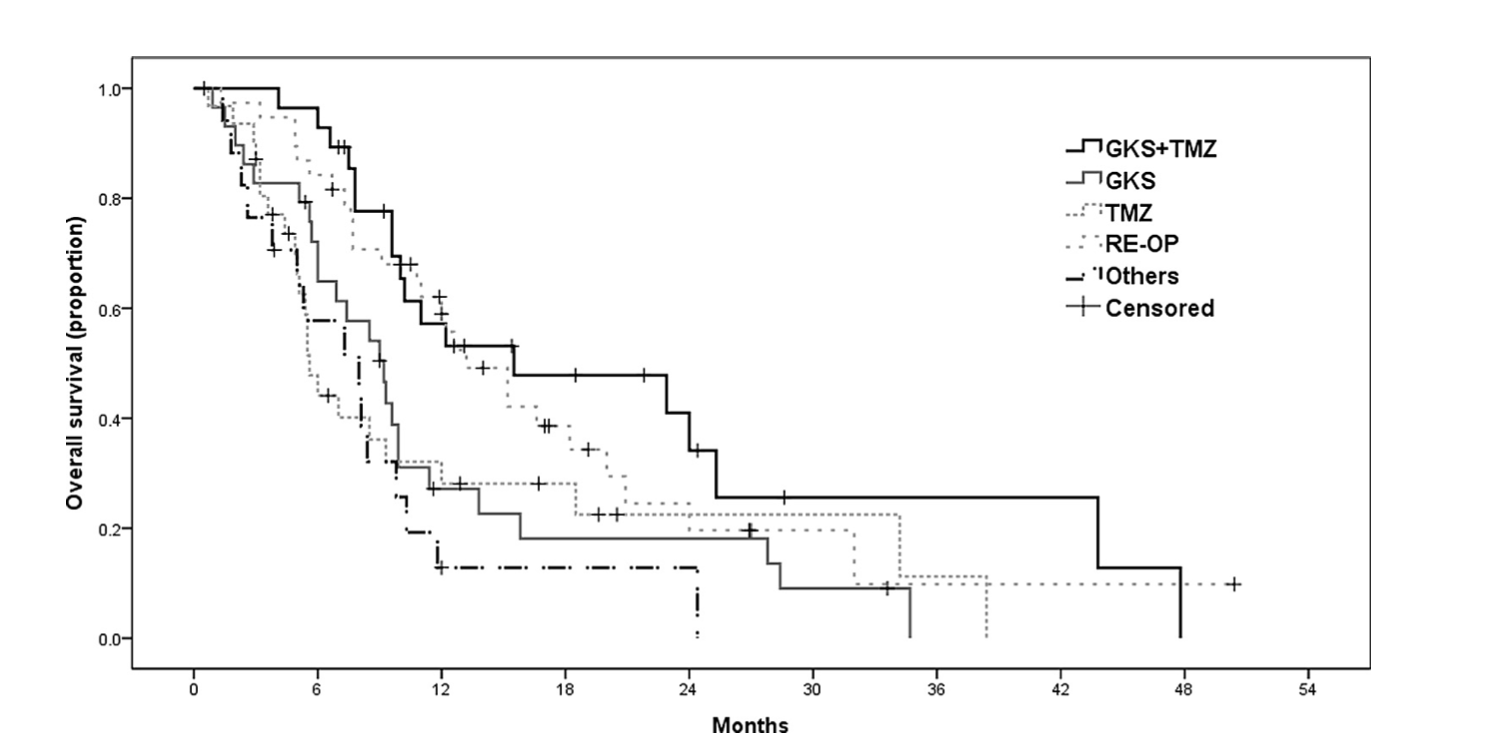 Overall survival (proportion)
1.0
0.8
0.6
0.4
0.2
0.0
GKS+TMZ
GKS
TMZ
RE-OP
Others
Censored
0 6 12 18 24 30 36 42 48 54
Months